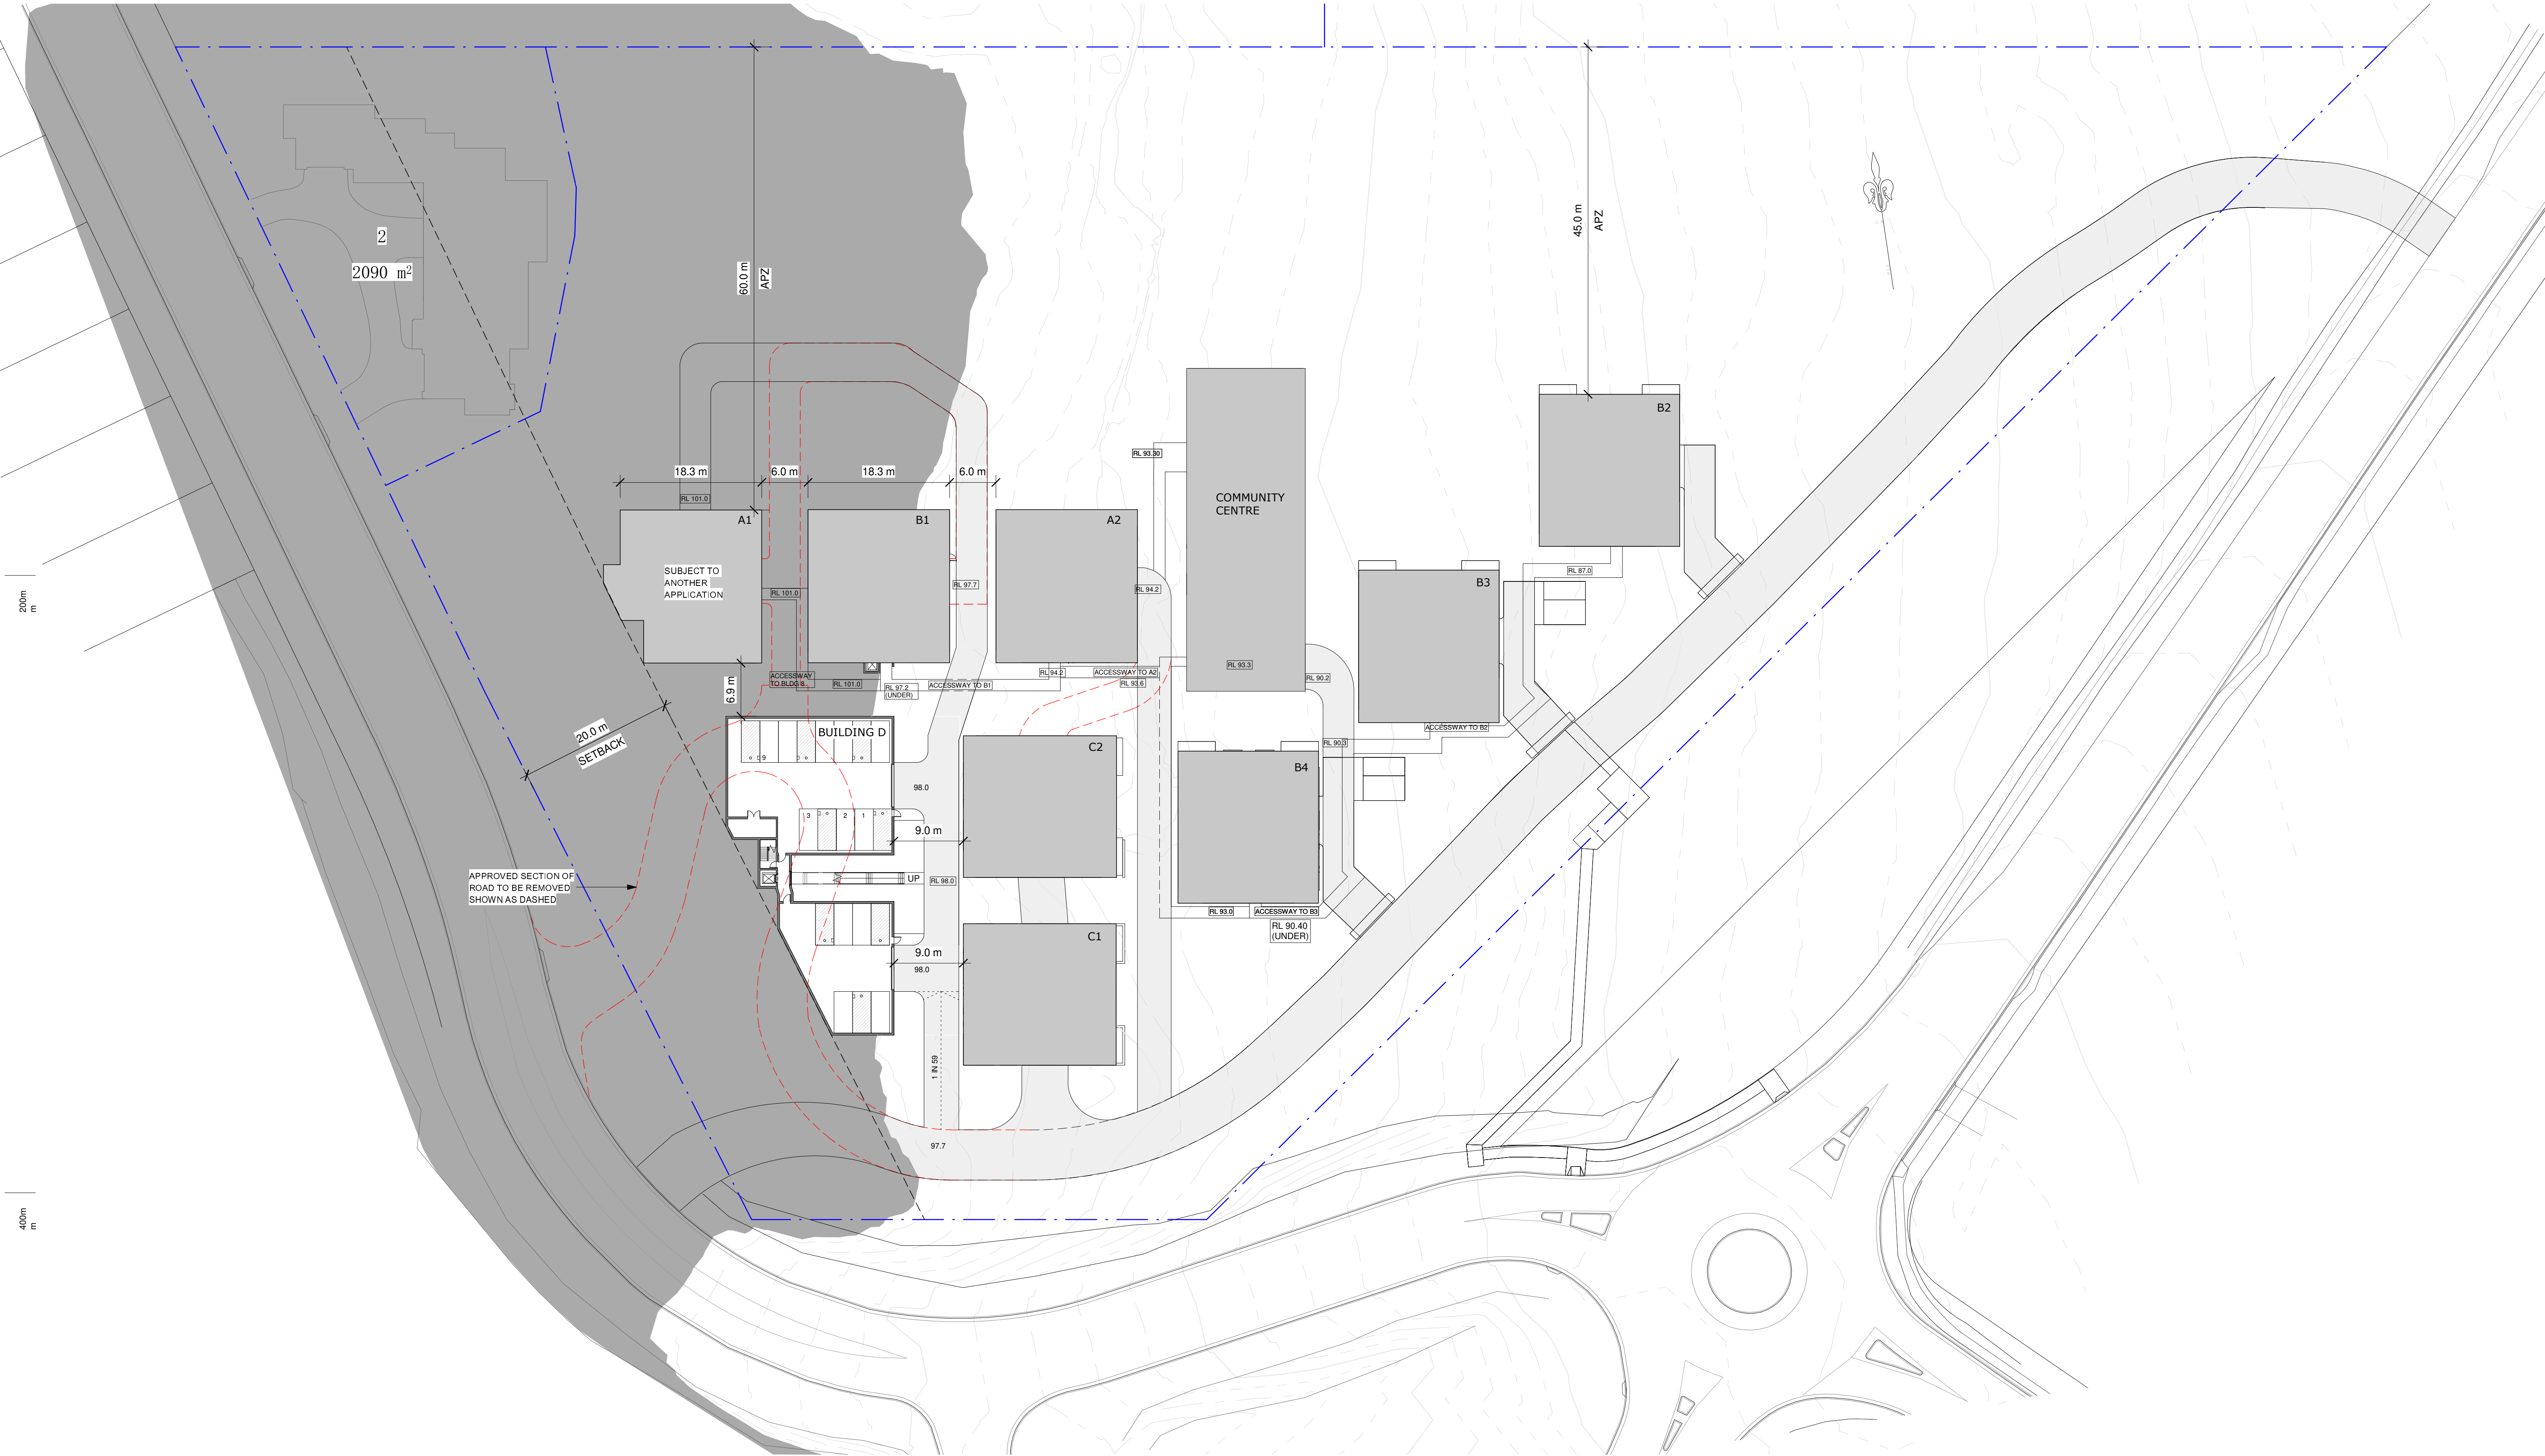 2
2090 m²
60.0 m
APZ
45.0 m
APZ
B2
18.3 m
6.0 m
18.3 m
6.0 m
RL 93.30
RL 101.0
COMMUNITY
CENTRE
A1
B1
A2
SUBJECT TO
ANOTHER
APPLICATION
RL 97.7
RL 94.2
RL 101.0
RL 87.0
B3
200m
m
RL 93.3
RL 90.2
ACCESSWAY
TO BLDG 8
RL 101.0
RL 97.2
(UNDER)
ACCESSWAY TO B1
RL 94.2
ACCESSWAY TO A2
RL 93.6
6.9 m
20.0 m
SETBACK
BUILDING D
9
ACCESSWAY TO B2
RL 90.3
C2
B4
98.0
3
2
1
9.0 m
UP
RL 98.0
APPROVED SECTION OF
ROAD TO BE REMOVED
SHOWN AS DASHED
RL 93.0
ACCESSWAY TO B3
RL 90.40
(UNDER)
C1
9.0 m
98.0
1 IN 59
97.7
400m
m